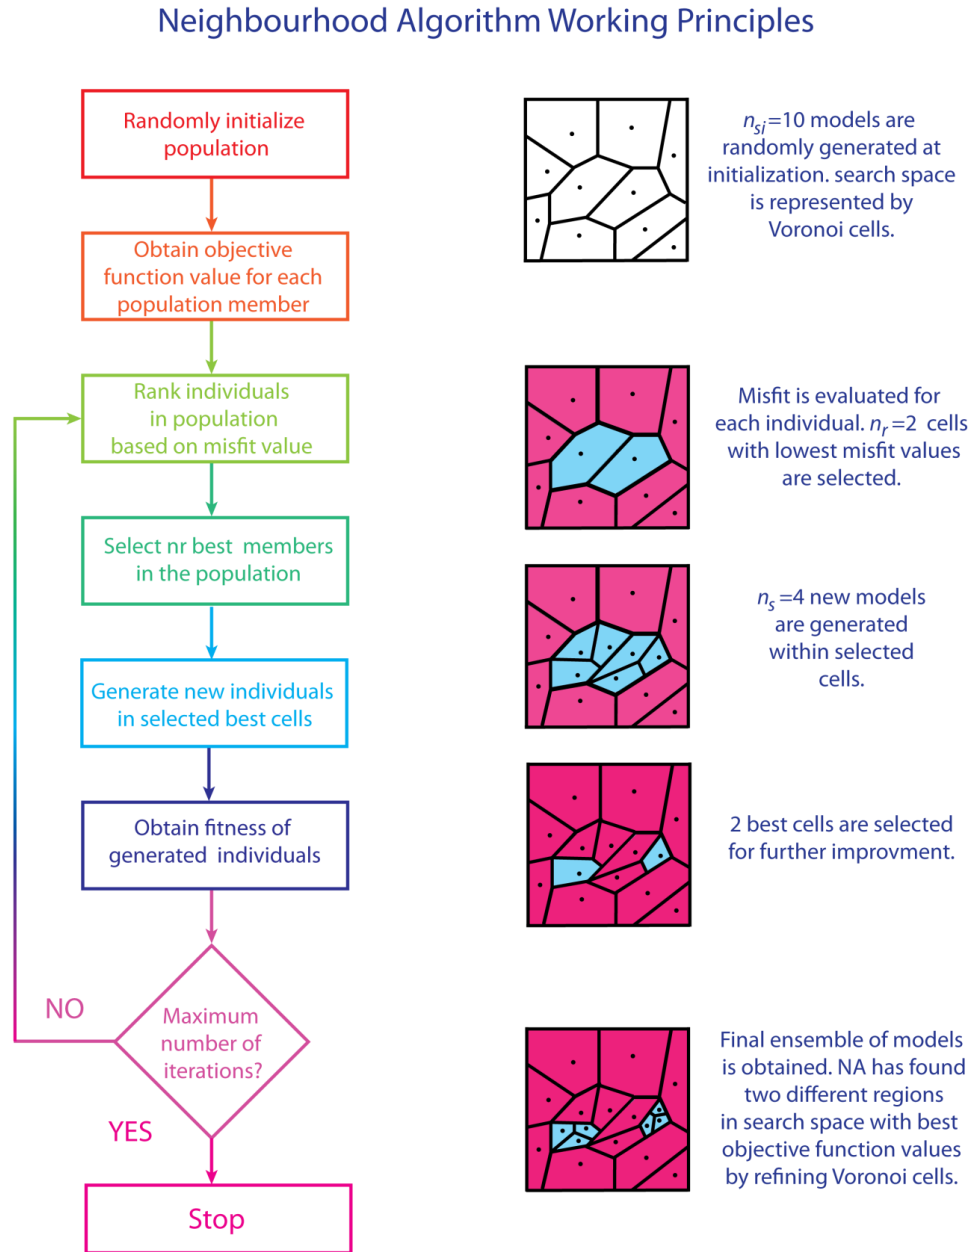 Neighbourhood Algorithm Working Principles
Randomly initialize
population
n_si=10 models are
randomly generated at
initialization. search space
is represented by
Voronoi cells.
Obtain objective
function value for each
population member
Rank individuals
in population
based on misfit value
Misfit is evaluated for
each individual. n_r=2 cells
with lowest misfit values
are selected.
Select nr best members
in the population
n_s=4 new models
are generated
within selected
cells.
Generate new individuals
in selected best cells
Obtain fitness of
generated individuals
2 best cells are selected
for further improvment.
NO
Maximum
number of
iterations?
YES
Final ensemble of models
is obtained. NA has found
two different regions
in search space with best
objective function values
by refining Voronoi cells.
Stop